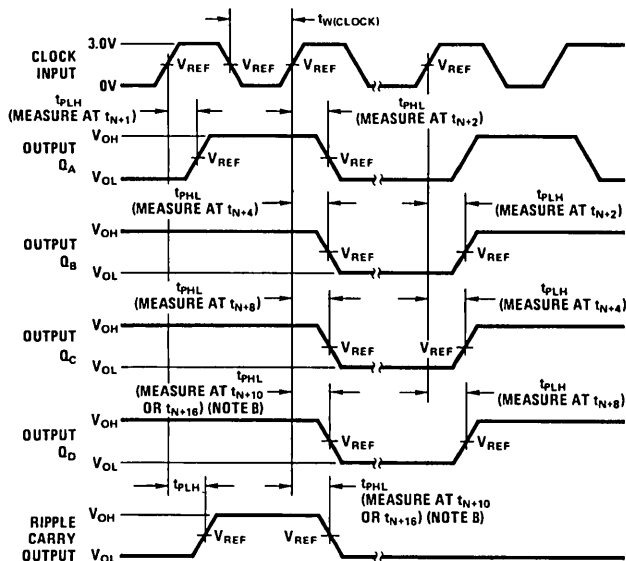 tW(CLOCK)
3.0V
CLOCK
INPUT
0V
VREF VREF VREF VREF
tPLH
(MEASURE AT tN+1)
tPHL
(MEASURE AT tN+2)
VOH
OUTPUT
QA
VOL
VREF VREF
tPHL
(MEASURE AT tN+4)
tPLH
(MEASURE AT tN+2)
VOH
OUTPUT
QB
VOL
VREF VREF
tPHL
(MEASURE AT tN+8)
tPLH
(MEASURE AT tN+4)
VOH
OUTPUT
QC
VOL
VREF VREF
tPHL
(MEASURE AT tN+10
OR tN+16) (NOTE B)
tPLH
(MEASURE AT tN+8)
VOH
OUTPUT
QD
VOL
VREF VREF
tPLH
tPHL
(MEASURE AT tN+10
OR tN+16) (NOTE B)
VOH
RIPPLE
CARRY
OUTPUT
VOL
VREF VREF